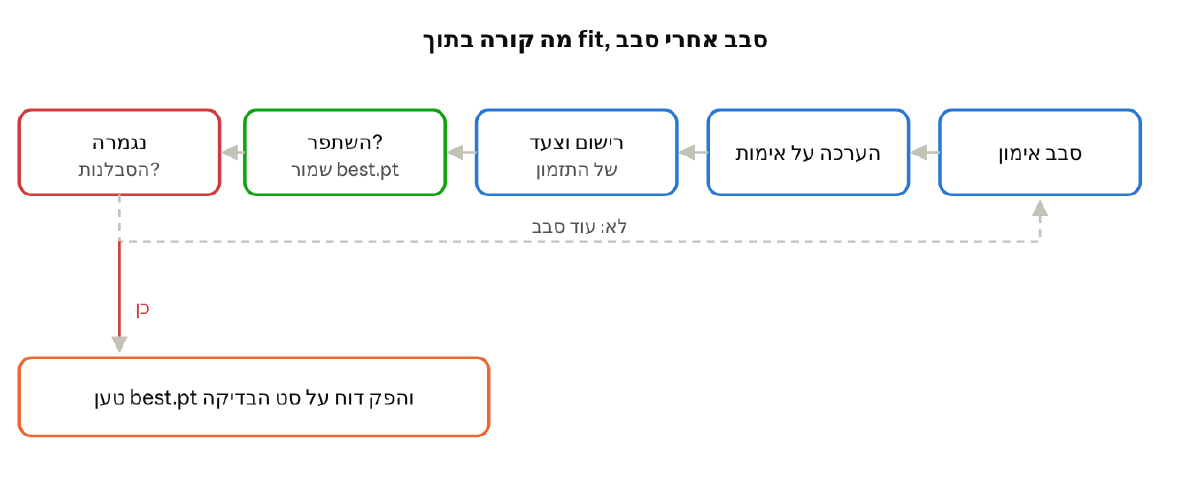 מה קורה בתוך fit, סבב אחרי סבב
סבב אימון
הערכה על אימות
רישום וצעד
של התזמון
השתפר?
שמור best.pt
נגמרה
הסבלנות?
לא: עוד סבב
כן
טען best.pt והפק דוח על סט הבדיקה